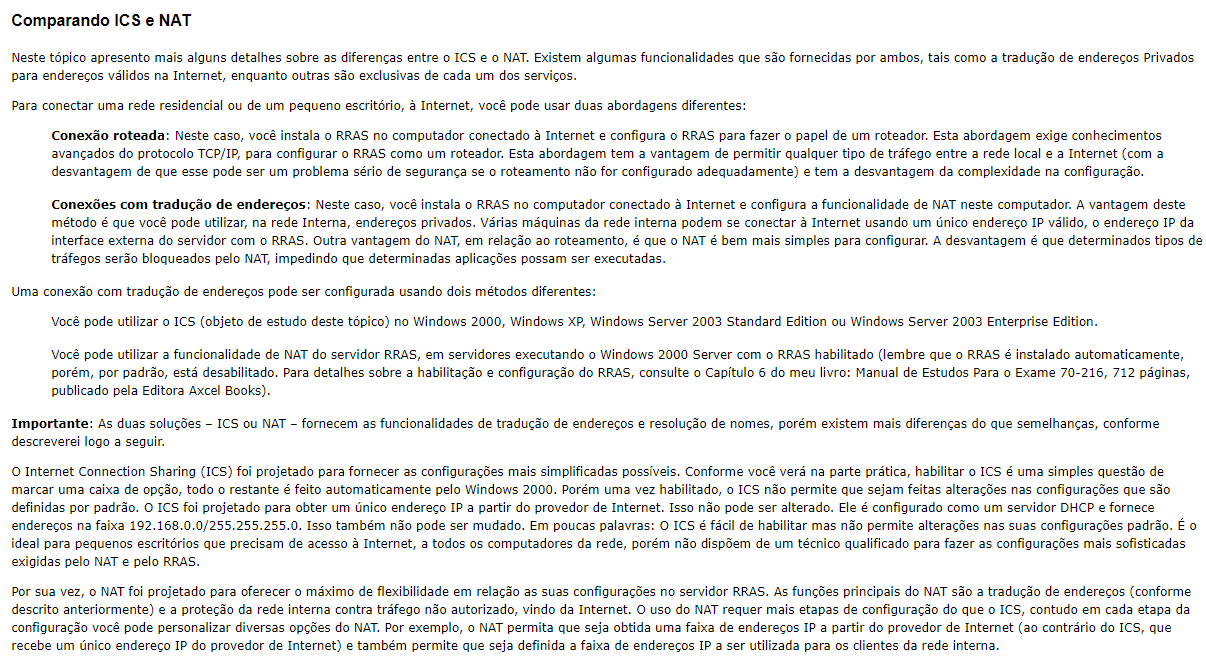 Comparando ICS e NAT
Neste tópico apresento mais alguns detalhes sobre as diferenças entre o ICS e o NAT. Existem algumas funcionalidades que são fornecidas por ambos, tais como a tradução de endereços Privados
para endereços válidos na Internet, enquanto outras são exclusivas de cada um dos serviços.
Para conectar uma rede residencial ou de um pequeno escritório, à Internet, você pode usar duas abordagens diferentes:
Conexão roteada: Neste caso, você instala o RRAS no computador conectado à Internet e configura o RRAS para fazer o papel de um roteador. Esta abordagem exige conhecimentos
avançados do protocolo TCP/IP, para configurar o RRAS como um roteador. Esta abordagem tem a vantagem de permitir qualquer tipo de tráfego entre a rede local e a Internet (com a
desvantagem de que esse pode ser um problema sério de segurança se o roteamento não for configurado adequadamente) e tem a desvantagem da complexidade na configuração.
Conexões com tradução de endereços: Neste caso, você instala o RRAS no computador conectado à Internet e configura a funcionalidade de NAT neste computador. A vantagem deste
método é que você pode utilizar, na rede Interna, endereços privados. Várias máquinas da rede interna podem se conectar à Internet usando um único endereço IP válido, o endereço IP da
interface externa do servidor com o RRAS. Outra vantagem do NAT, em relação ao roteamento, é que o NAT é bem mais simples para configurar. A desvantagem é que determinados tipos de
tráfegos serão bloqueados pelo NAT, impedindo que determinadas aplicações possam ser executadas.
Uma conexão com tradução de endereços pode ser configurada usando dois métodos diferentes:
Você pode utilizar o ICS (objeto de estudo deste tópico) no Windows 2000, Windows XP, Windows Server 2003 Standard Edition ou Windows Server 2003 Enterprise Edition.
Você pode utilizar a funcionalidade de NAT do servidor RRAS, em servidores executando o Windows 2000 Server com o RRAS habilitado (lembre que o RRAS é instalado automaticamente,
porém, por padrão, está desabilitado. Para detalhes sobre a habilitação e configuração do RRAS, consulte o Capítulo 6 do meu livro: Manual de Estudos Para o Exame 70-216, 712 páginas,
publicado pela Editora Axcel Books).
Importante: As duas soluções – ICS ou NAT – fornecem as funcionalidades de tradução de endereços e resolução de nomes, porém existem mais diferenças do que semelhanças, conforme
descreverei logo a seguir.
O Internet Connection Sharing (ICS) foi projetado para fornecer as configurações mais simplificadas possíveis. Conforme você verá na parte prática, habilitar o ICS é uma simples questão de
marcar uma caixa de opção, todo o restante é feito automaticamente pelo Windows 2000. Porém uma vez habilitado, o ICS não permite que sejam feitas alterações nas configurações que são
definidas por padrão. O ICS foi projetado para obter um único endereço IP a partir do provedor de Internet. Isso não pode ser alterado. Ele é configurado como um servidor DHCP e fornece
endereços na faixa 192.168.0.0/255.255.255.0. Isso também não pode ser mudado. Em poucas palavras: O ICS é fácil de habilitar mas não permite alterações nas suas configurações padrão. É o
ideal para pequenos escritórios que precisam de acesso à Internet, a todos os computadores da rede, porém não dispõem de um técnico qualificado para fazer as configurações mais sofisticadas
exigidas pelo NAT e pelo RRAS.
Por sua vez, o NAT foi projetado para oferecer o máximo de flexibilidade em relação as suas configurações no servidor RRAS. As funções principais do NAT são a tradução de endereços (conforme
descrito anteriormente) e a proteção da rede interna contra tráfego não autorizado, vindo da Internet. O uso do NAT requer mais etapas de configuração do que o ICS, contudo em cada etapa da
configuração você pode personalizar diversas opções do NAT. Por exemplo, o NAT permita que seja obtida uma faixa de endereços IP a partir do provedor de Internet (ao contrário do ICS, que
recebe um único endereço IP do provedor de Internet) e também permite que seja definida a faixa de endereços IP a ser utilizada para os clientes da rede interna.